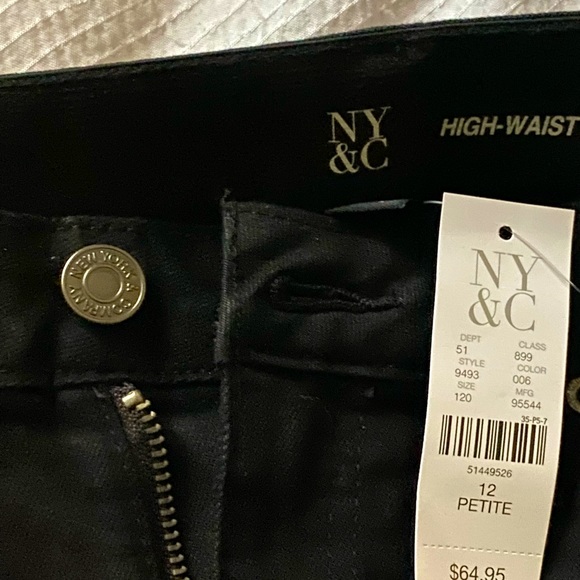 NY
&C
HIGH-WAIST
NEW YORK & COMPANY
NY
&C
DEPT CLASS
51 899
STYLE COLOR
9493 006
SIZE MFG
120 95544
35-P5-7
51449526
12
PETITE
$64.95